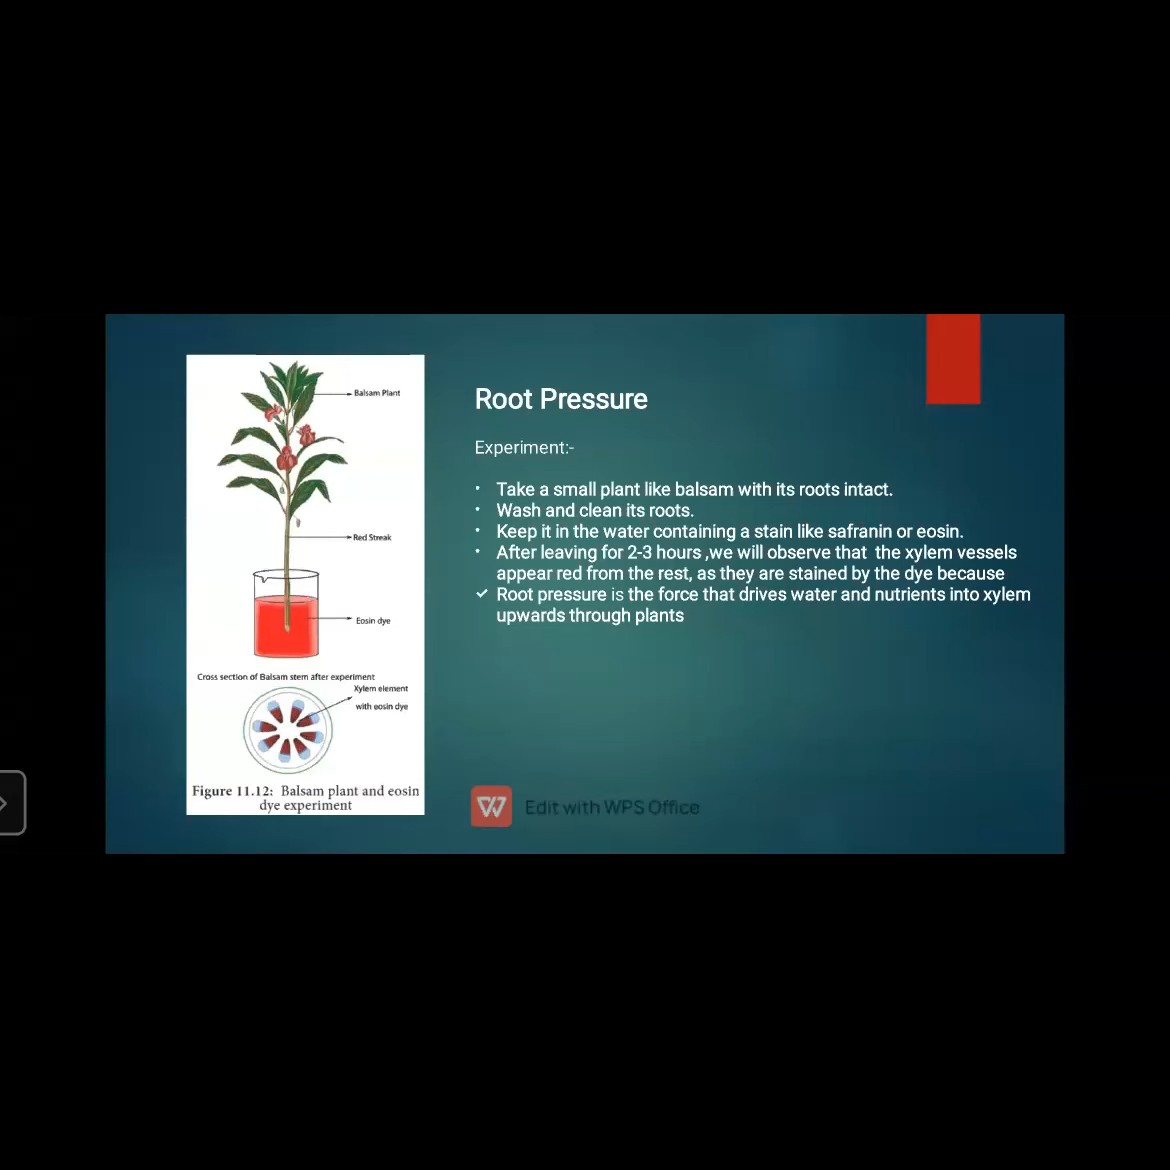 Balsam Plant
Red Streak
Eosin dye
Cross section of Balsam stem after experiment
Xylem element
with eosin dye
Figure 11.12: Balsam plant and eosin
dye experiment
Root Pressure
Experiment:-
• Take a small plant like balsam with its roots intact.
• Wash and clean its roots.
• Keep it in the water containing a stain like safranin or eosin.
• After leaving for 2-3 hours ,we will observe that the xylem vessels
appear red from the rest, as they are stained by the dye because
✓ Root pressure is the force that drives water and nutrients into xylem
upwards through plants
Edit with WPS Office